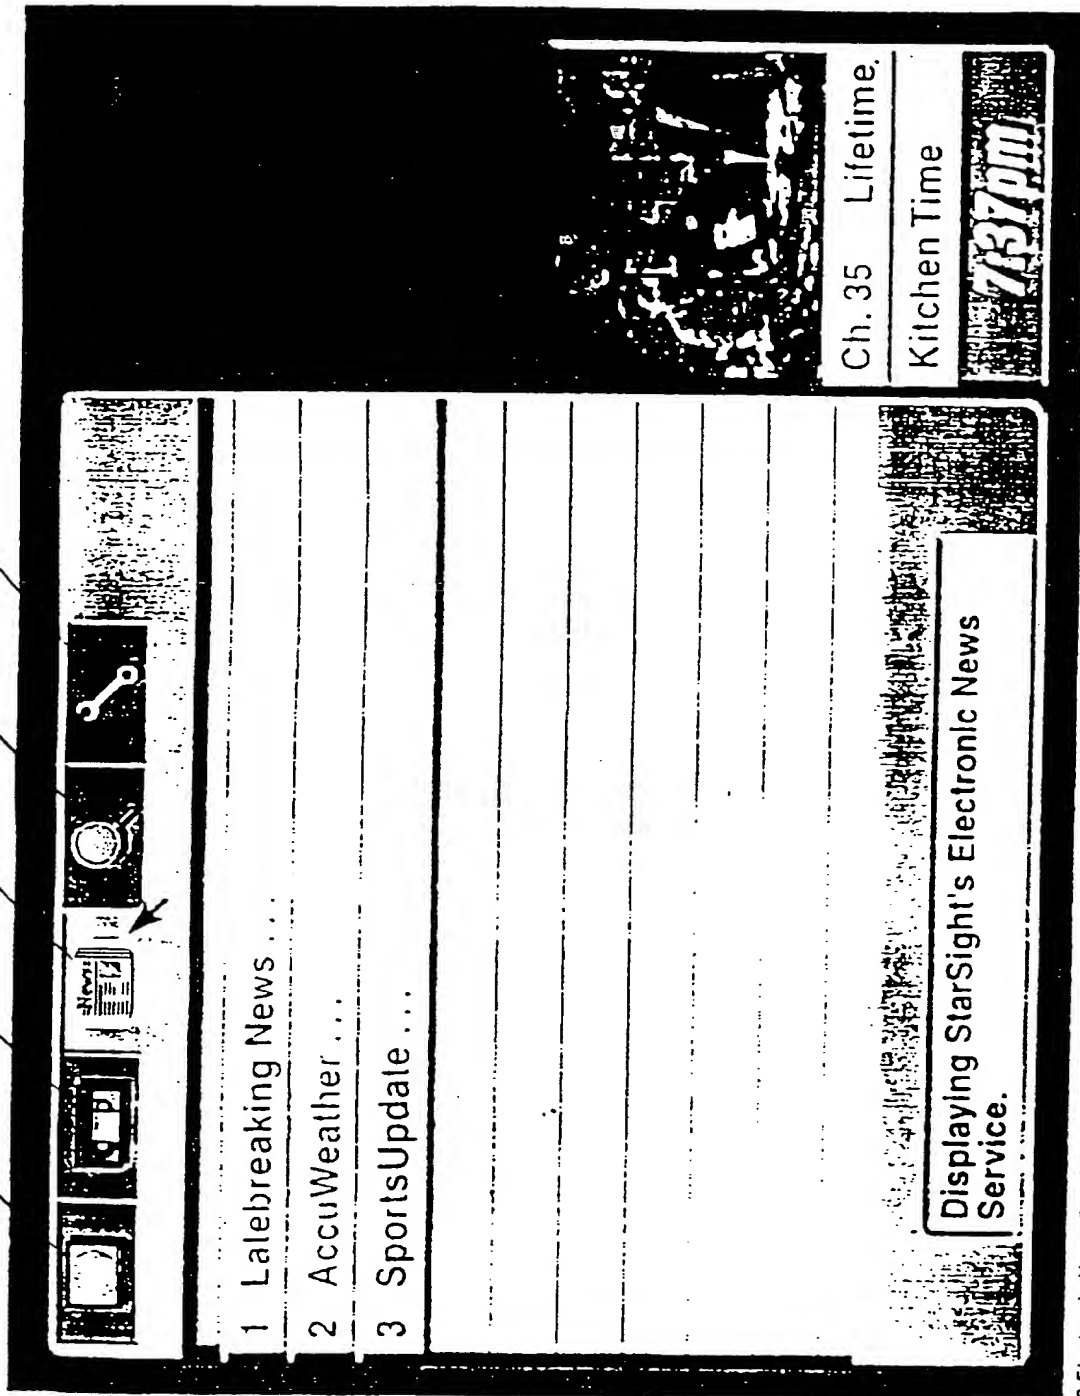 News
1 Lalebreaking News...
2 AccuWeather...
3 SportsUpdate...
Displaying StarSight's Electronic News
Service.
Ch. 35 Lifetime.
Kitchen Time
7:37pm